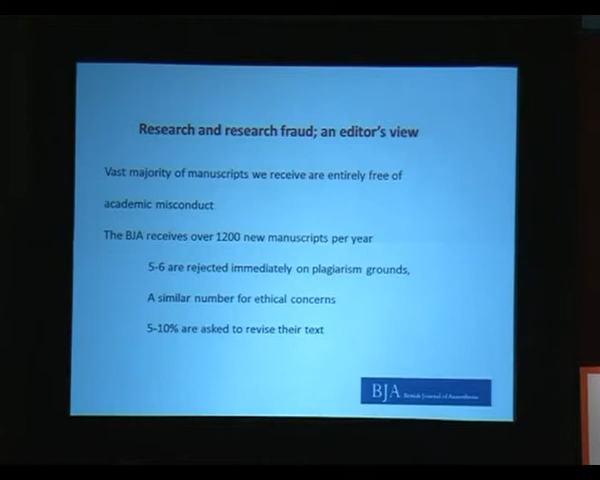 Research and research fraud; an editor's view
Vast majority of manuscripts we receive are entirely free of
academic misconduct
The BJA receives over 1200 new manuscripts per year
5-6 are rejected immediately on plagiarism grounds,
A similar number for ethical concerns
5-10% are asked to revise their text
BJA British Journal of Anaesthesia